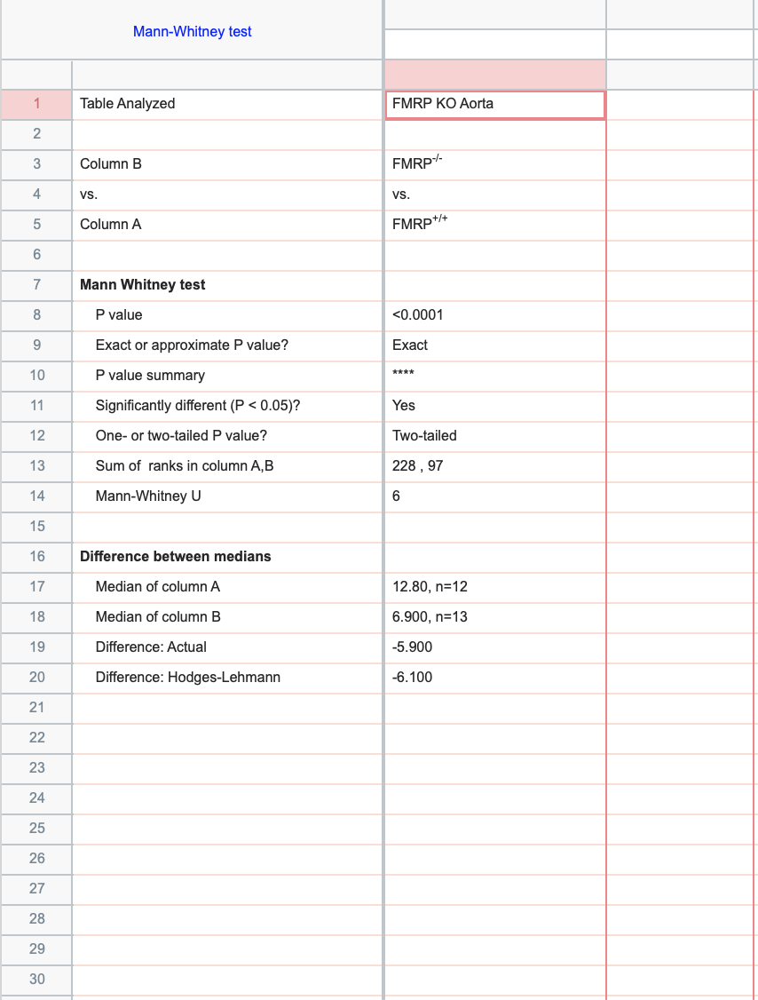 Mann-Whitney test
1 Table Analyzed FMRP KO Aorta
2
3 Column B FMRP-/-
4 vs. vs.
5 Column A FMRP+/+
6
7 Mann Whitney test
8 P value <0.0001
9 Exact or approximate P value? Exact
10 P value summary ****
11 Significantly different (P < 0.05)? Yes
12 One- or two-tailed P value? Two-tailed
13 Sum of  ranks in column A,B 228 , 97
14 Mann-Whitney U 6
15
16 Difference between medians
17 Median of column A 12.80, n=12
18 Median of column B 6.900, n=13
19 Difference: Actual -5.900
20 Difference: Hodges-Lehmann -6.100
21
22
23
24
25
26
27
28
29
30